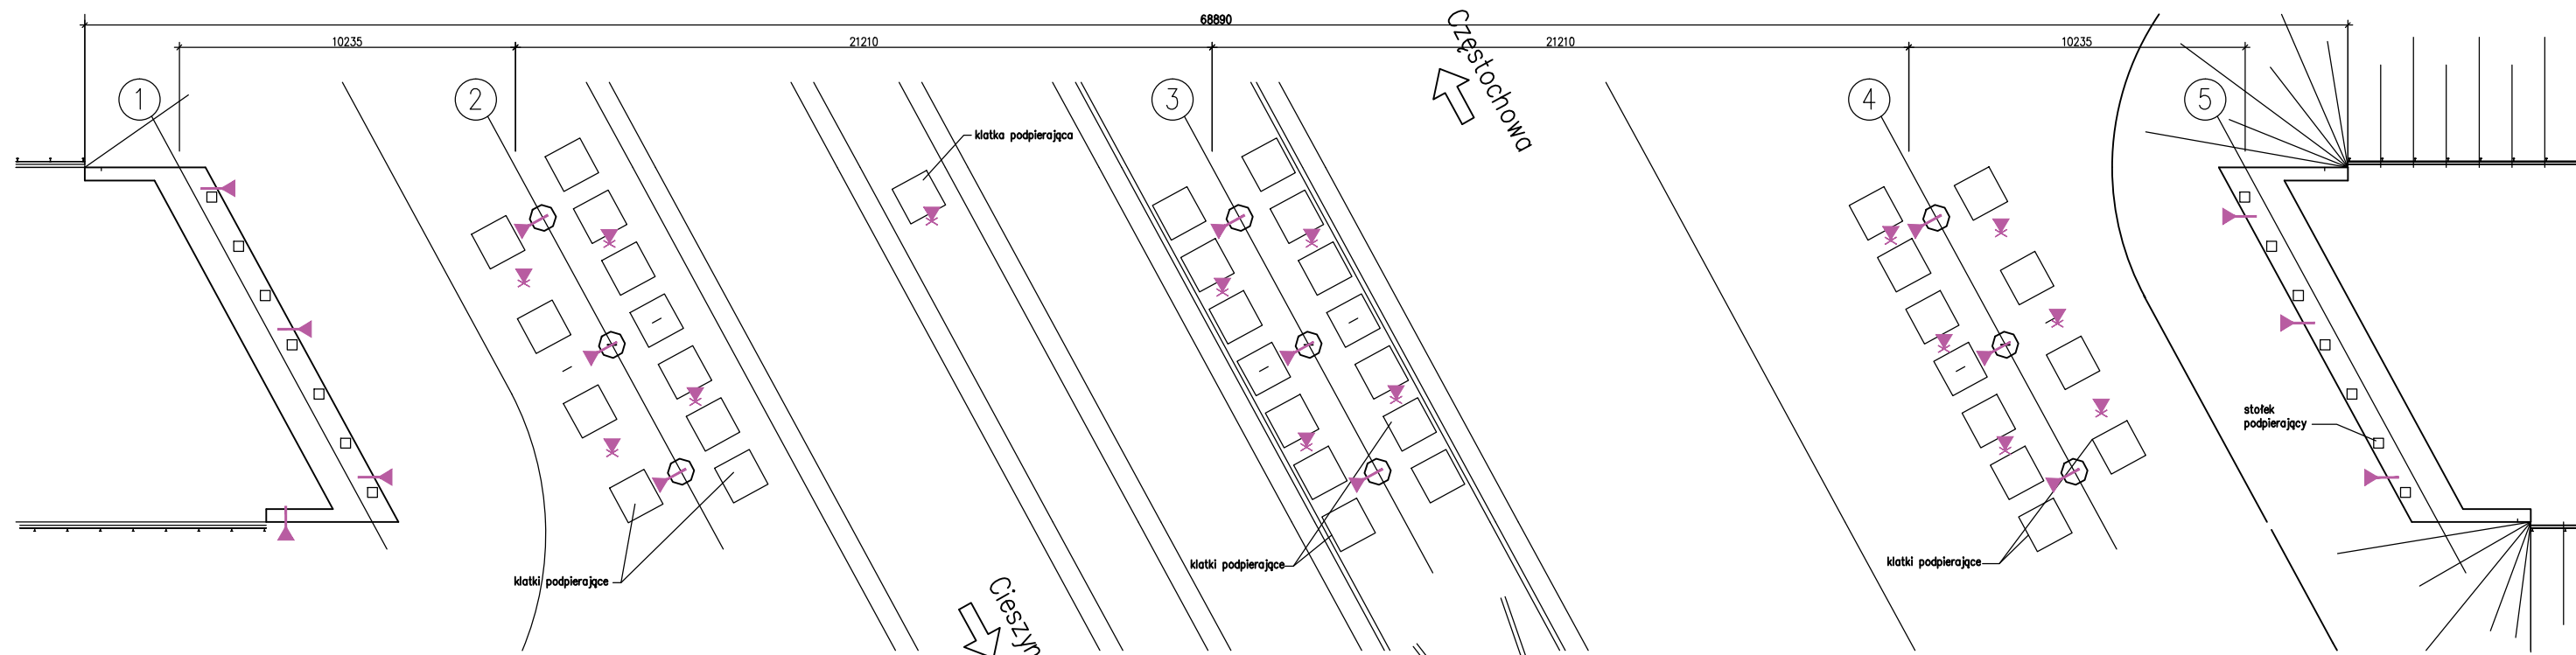 68890
10235
21210
21210
10235
1
2
3
4
5
Częstochowa
klatka podpierająca
stołek
podpierający
klatki podpierające
klatki podpierające
klatki podpierające